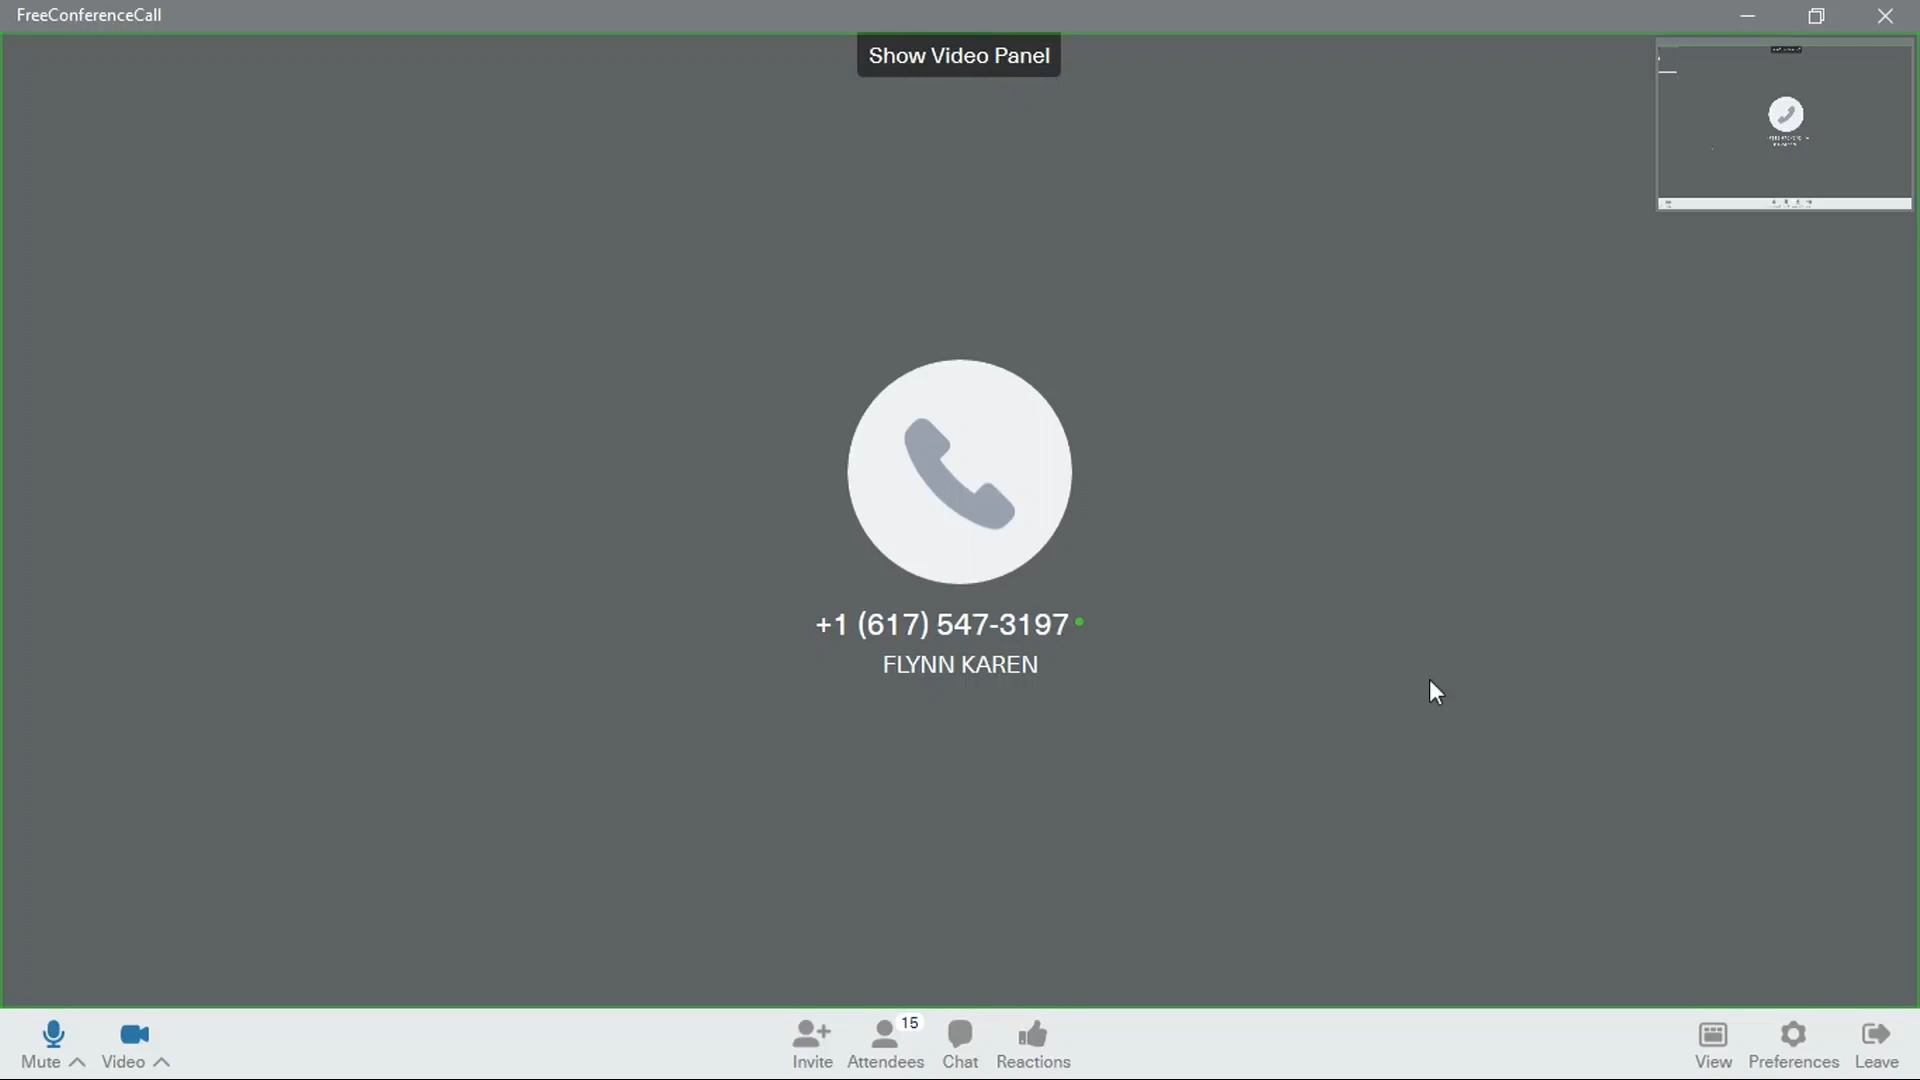 FreeConferenceCall
Show Video Panel
+1 (617) 547-3197
FLYNN KAREN
Mute
Video
Invite
15
Attendees
Chat
Reactions
View
Preferences
Leave